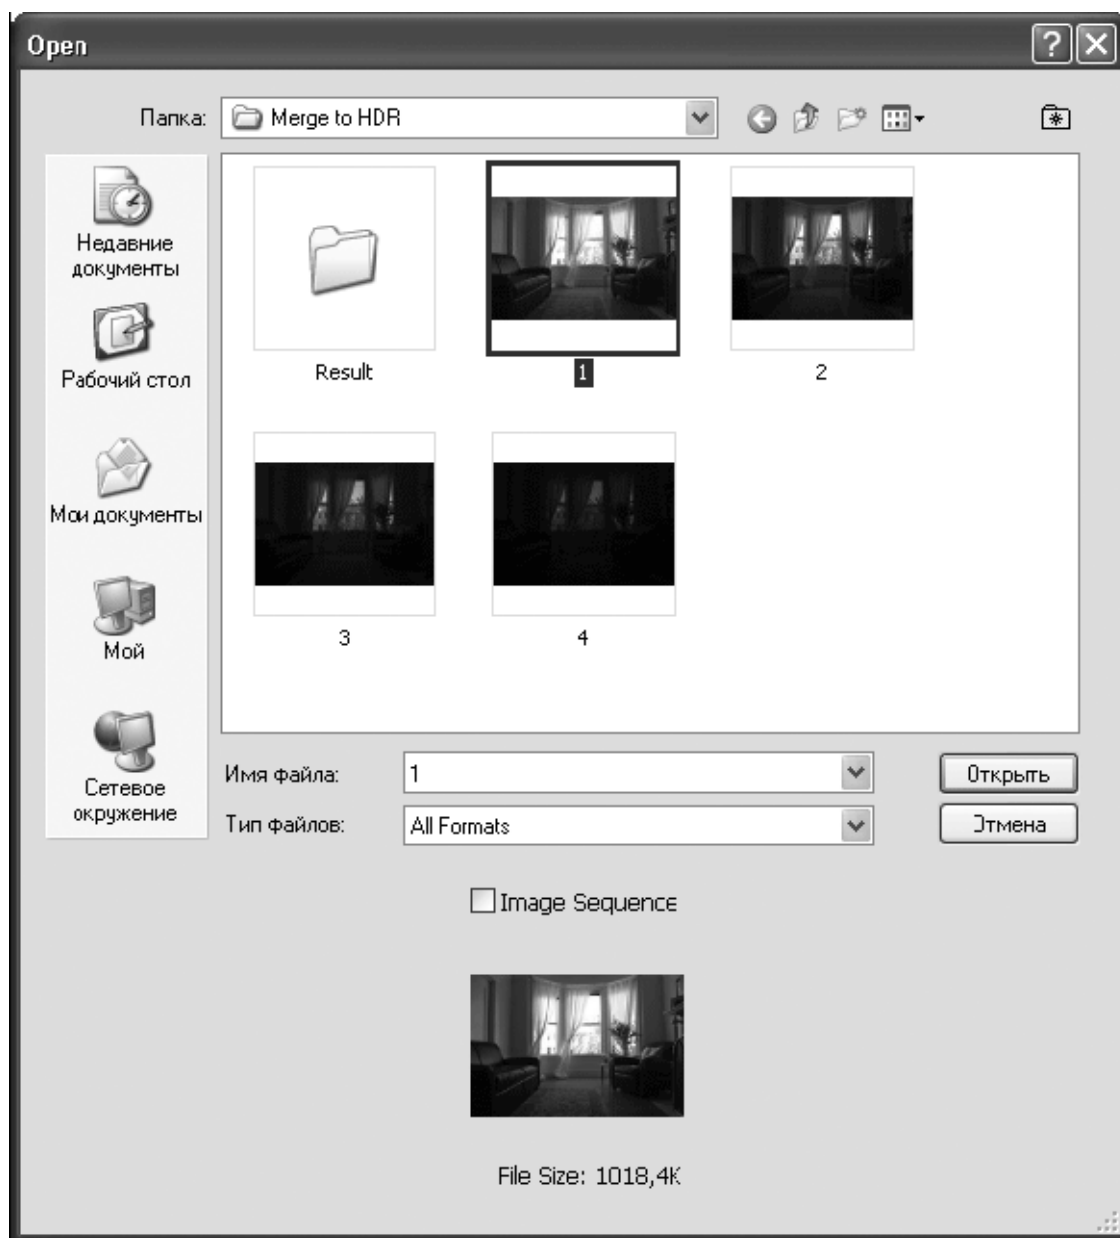 Open
Папка:
Merge to HDR
Недавние
документы
Рабочий стол
Мои документы
Мой
Сетевое
окружение
Result
1
2
3
4
Имя файла:
1
Открыть
Тип файлов:
All Formats
Отмена
Image Sequence
File Size: 1018,4K